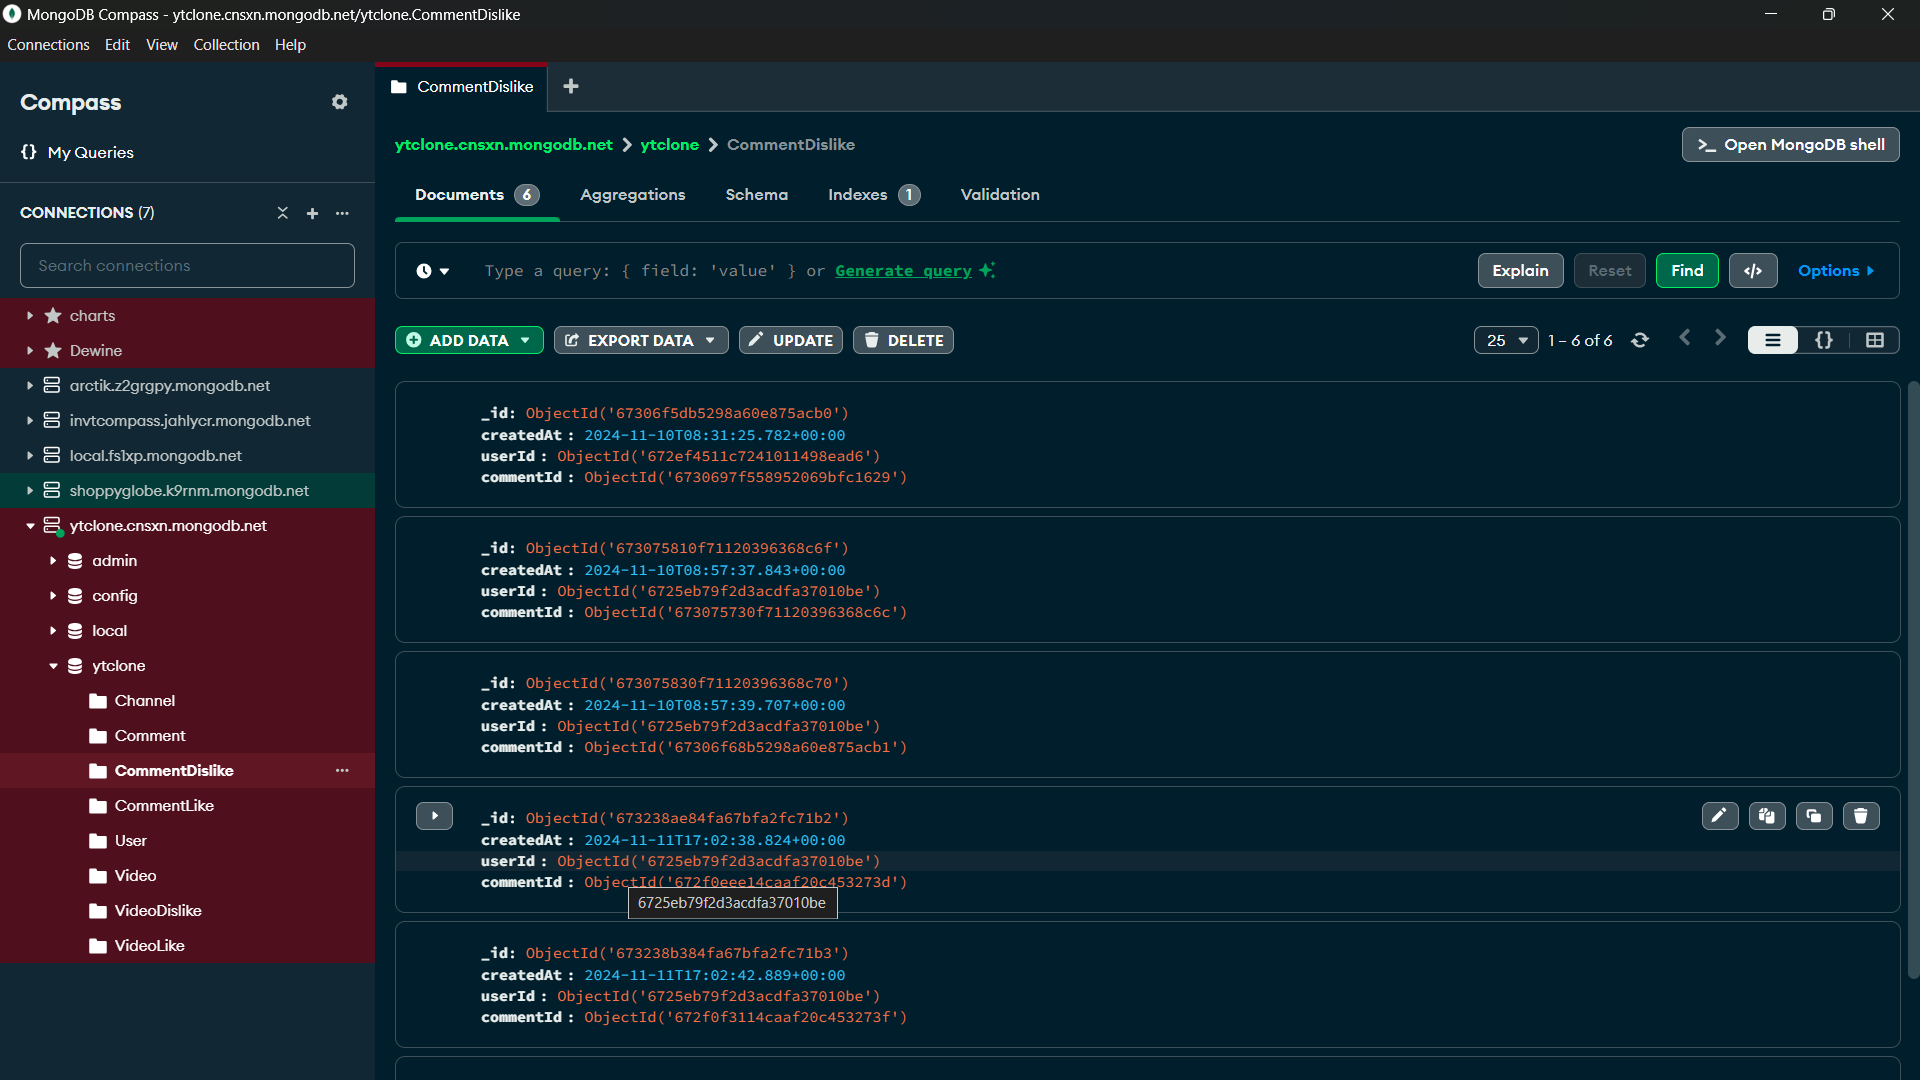 MongoDB Compass - ytclone.cnsxn.mongodb.net/ytclone.CommentDislike
Connections Edit View Collection Help
Compass
{} My Queries
CONNECTIONS (7)
Search connections
charts
Dewine
arctik.z2grgpy.mongodb.net
invtcompass.jahlycr.mongodb.net
local.fs1xp.mongodb.net
shoppyglobe.k9rnm.mongodb.net
ytclone.cnsxn.mongodb.net
admin
config
local
ytclone
Channel
Comment
CommentDislike
CommentLike
User
Video
VideoDislike
VideoLike
CommentDislike
ytclone.cnsxn.mongodb.net > ytclone > CommentDislike
>_ Open MongoDB shell
Documents 6 Aggregations Schema Indexes 1 Validation
Type a query: { field: 'value' } or Generate query
Explain Reset Find </> Options
ADD DATA EXPORT DATA UPDATE DELETE
25 1 – 6 of 6 {}
_id: ObjectId('67306f5db5298a60e875acb0')
createdAt : 2024-11-10T08:31:25.782+00:00
userId : ObjectId('672ef4511c7241011498ead6')
commentId : ObjectId('6730697f558952069bfc1629')
_id: ObjectId('673075810f71120396368c6f')
createdAt : 2024-11-10T08:57:37.843+00:00
userId : ObjectId('6725eb79f2d3acdfa37010be')
commentId : ObjectId('673075730f71120396368c6c')
_id: ObjectId('673075830f71120396368c70')
createdAt : 2024-11-10T08:57:39.707+00:00
userId : ObjectId('6725eb79f2d3acdfa37010be')
commentId : ObjectId('67306f68b5298a60e875acb1')
_id: ObjectId('673238ae84fa67bfa2fc71b2')
createdAt : 2024-11-11T17:02:38.824+00:00
userId : ObjectId('6725eb79f2d3acdfa37010be')
commentId : ObjectId('672f0eee14caaf20c453273d')
6725eb79f2d3acdfa37010be
_id: ObjectId('673238b384fa67bfa2fc71b3')
createdAt : 2024-11-11T17:02:42.889+00:00
userId : ObjectId('6725eb79f2d3acdfa37010be')
commentId : ObjectId('672f0f3114caaf20c453273f')